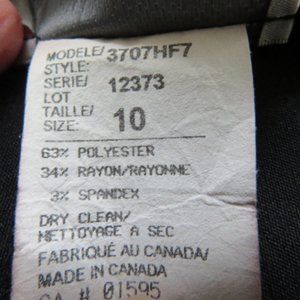 MODELE/ 3707HF7
STYLE:
SERIE/ 12373
LOT
TAILLE/ 10
SIZE:
63% POLYESTER
34% RAYON/RAYONNE
3% SPANDEX
DRY CLEAN/
NETTOYAGE A SEC
FABRIQUÉ AU CANADA/
MADE IN CANADA
CA # 01595